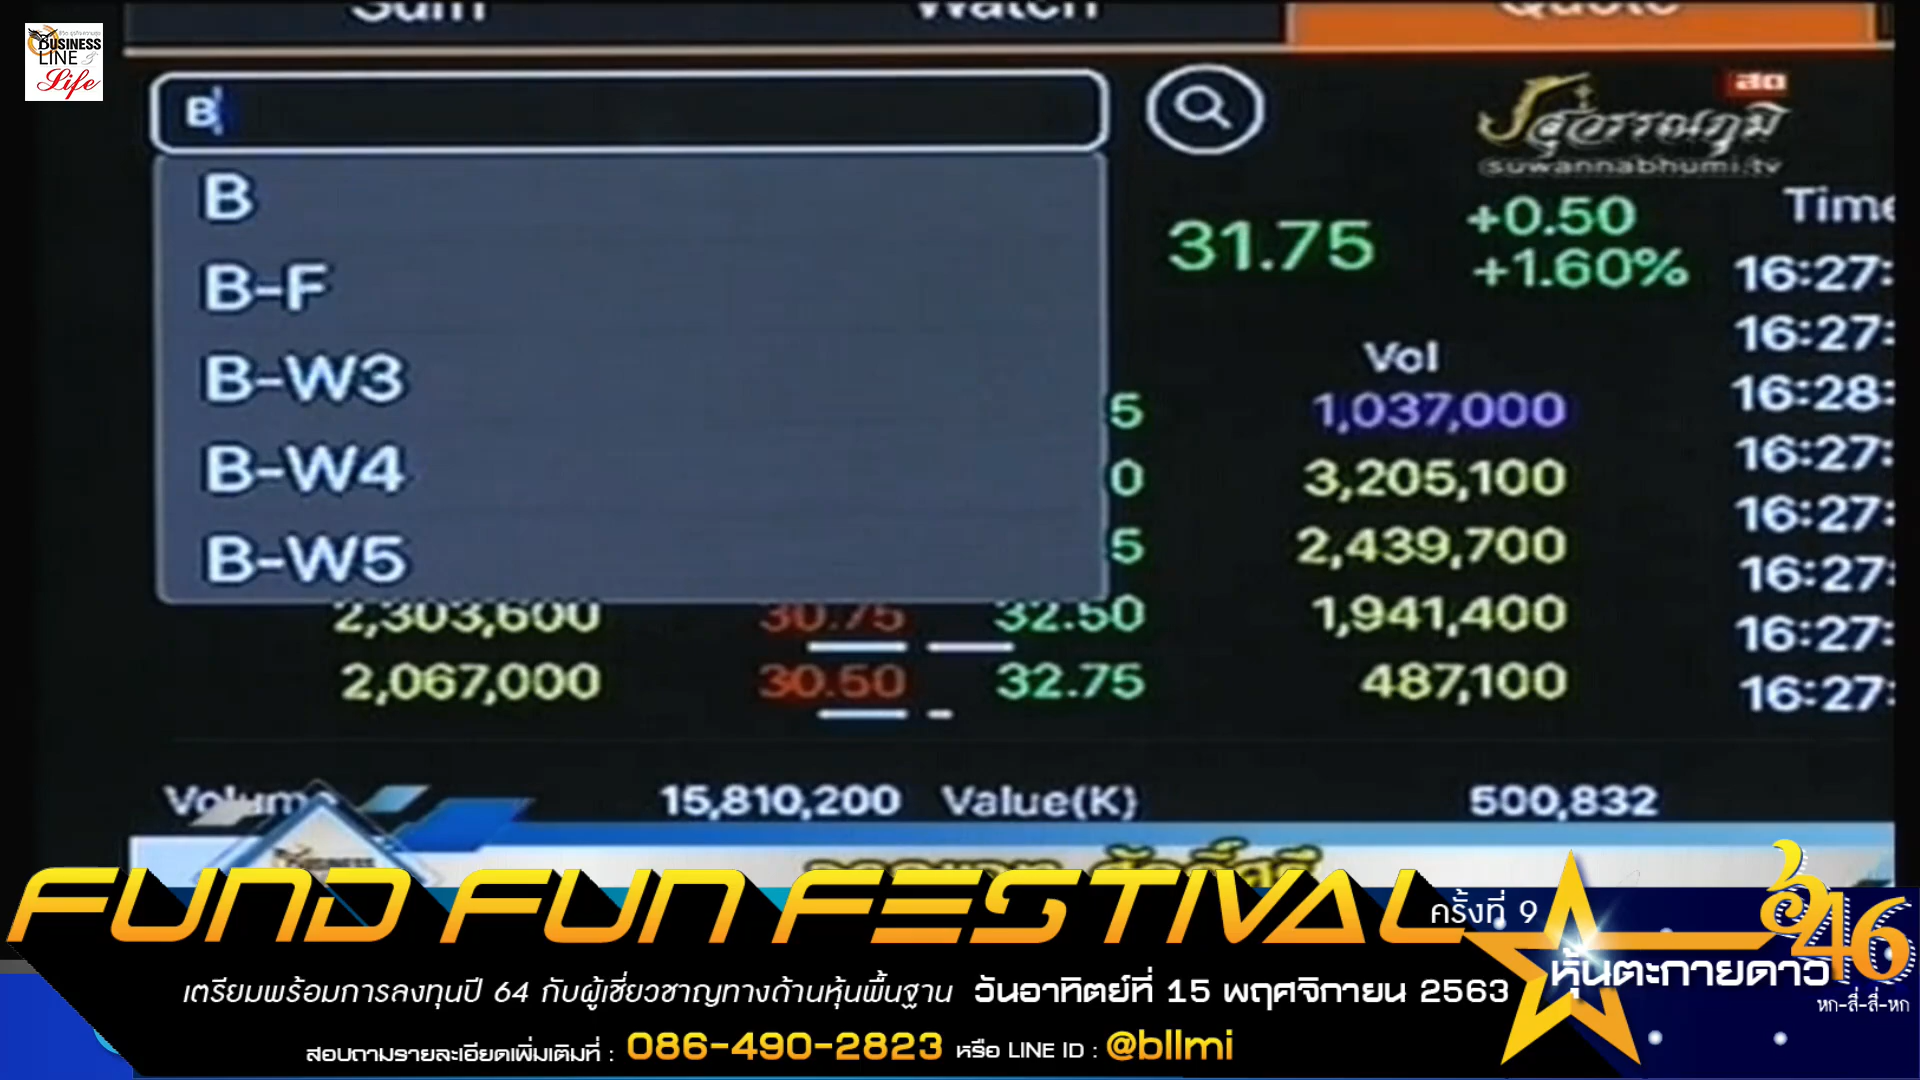 Sum Watch Quote
BUSINESS
LINE &
Life
B
สด
สุวรรณภูมิ
@suwannabhumi.tv
B
B-F
B-W3
B-W4
B-W5
31.75
+0.50
+1.60%
Time
16:27:
16:27:
Vol
16:28:
5 1,037,000
16:27:
0 3,205,100
16:27:
5 2,439,700
16:27:
2,303,600 30.75 32.50 1,941,400
16:27:
2,067,000 30.50 32.75 487,100
16:27:
Volume 15,810,200 Value(K) 500,832
BUSINESS
FUND FUN FESTIVAL ครั้งที่ 9
46
หุ้นตะกายดาว
หก-สี่-สี่-หก
เตรียมพร้อมการลงทุนปี 64 กับผู้เชี่ยวชาญทางด้านหุ้นพื้นฐาน วันอาทิตย์ที่ 15 พฤศจิกายน 2563
สอบถามรายละเอียดเพิ่มเติมที่ : 086-490-2823 หรือ LINE ID : @bllmi